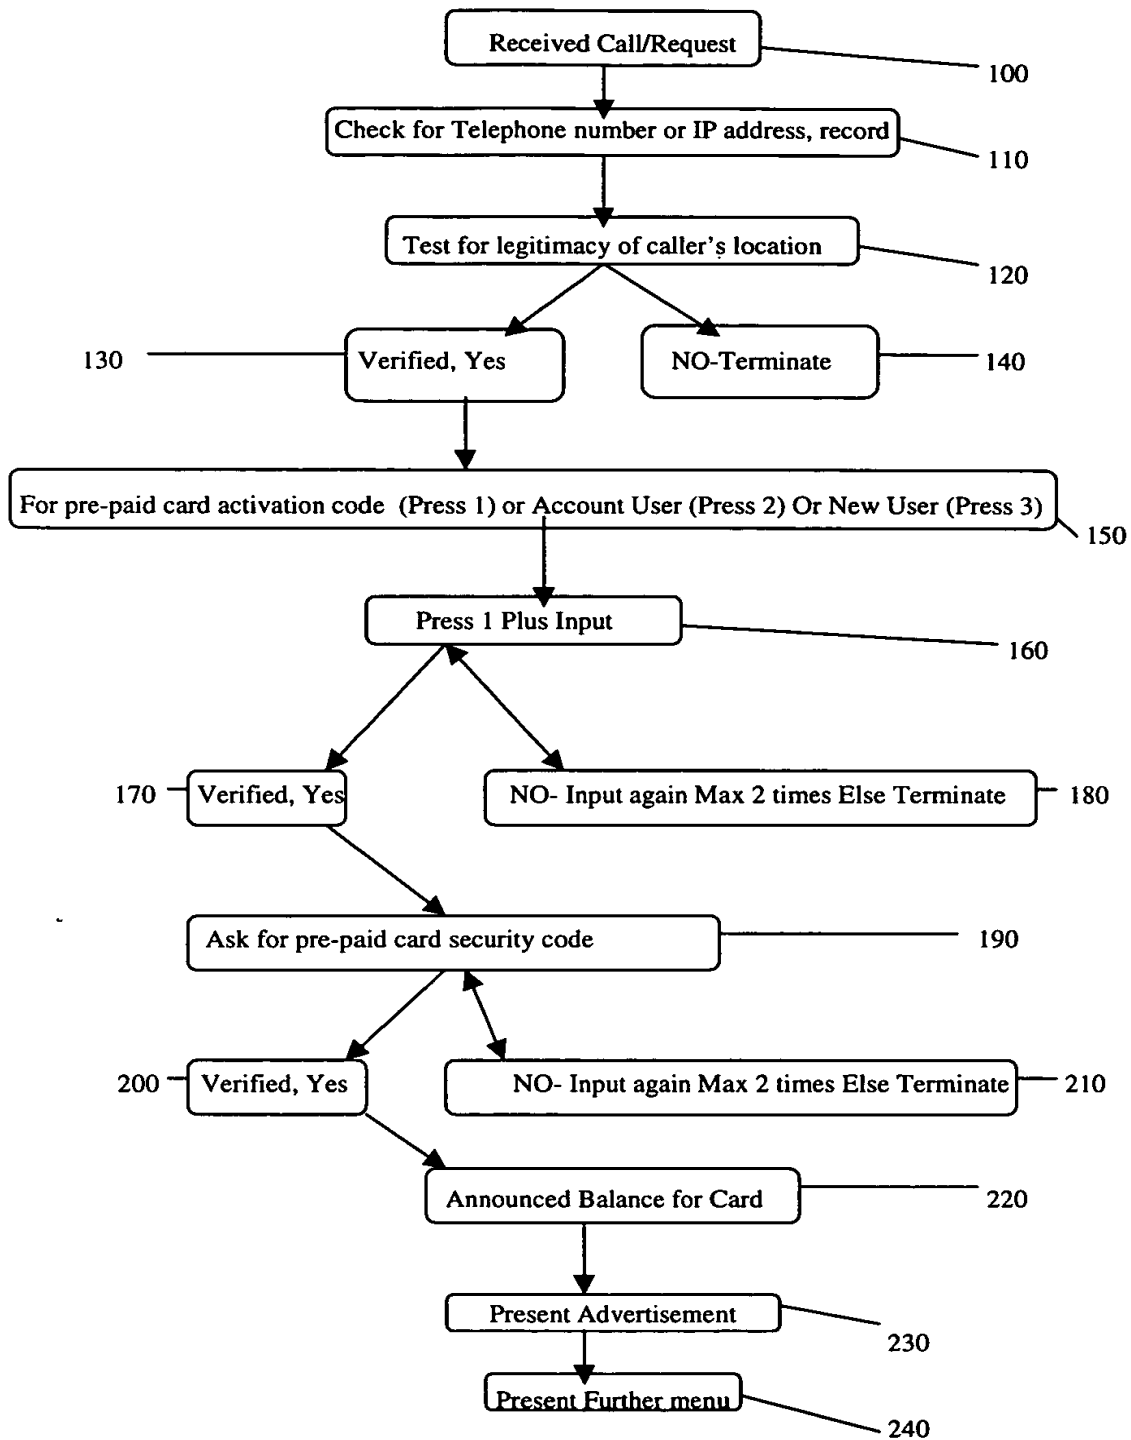 Received Call/Request
100
Check for Telephone number or IP address, record
110
Test for legitimacy of caller's location
120
130
Verified, Yes
NO-Terminate
140
For pre-paid card activation code (Press 1) or Account User (Press 2) Or New User (Press 3)
150
Press 1 Plus Input
160
170
Verified, Yes
NO- Input again Max 2 times Else Terminate
180
Ask for pre-paid card security code
190
200
Verified, Yes
NO- Input again Max 2 times Else Terminate
210
Announced Balance for Card
220
Present Advertisement
230
Present Further menu
240